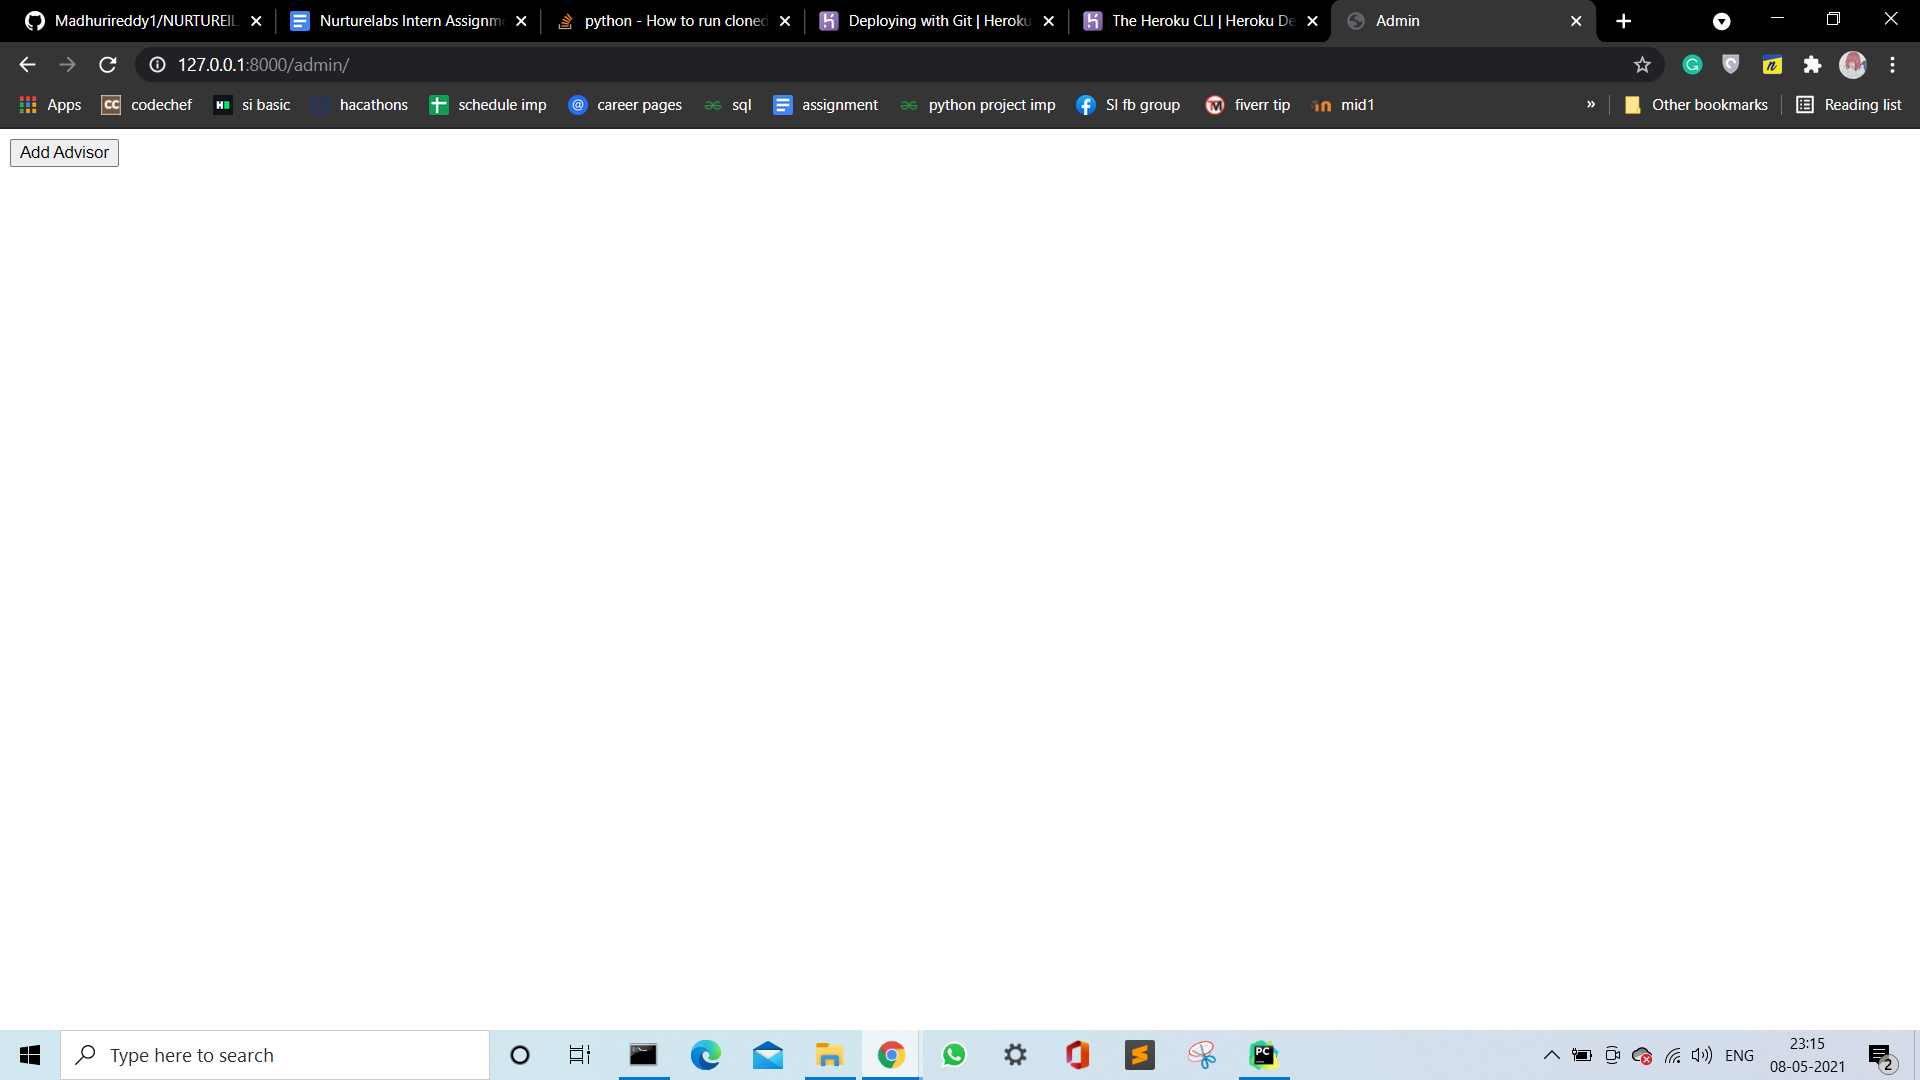 Madhurireddy1/NURTUREIL
Nurturelabs Intern Assignm
python - How to run cloned
Deploying with Git | Heroku
The Heroku CLI | Heroku De
Admin
127.0.0.1:8000/admin/
Apps
codechef
si basic
hacathons
schedule imp
career pages
sql
assignment
python project imp
SI fb group
fiverr tip
mid1
»
Other bookmarks
Reading list
Add Advisor
Type here to search
ENG
23:15
08-05-2021
2